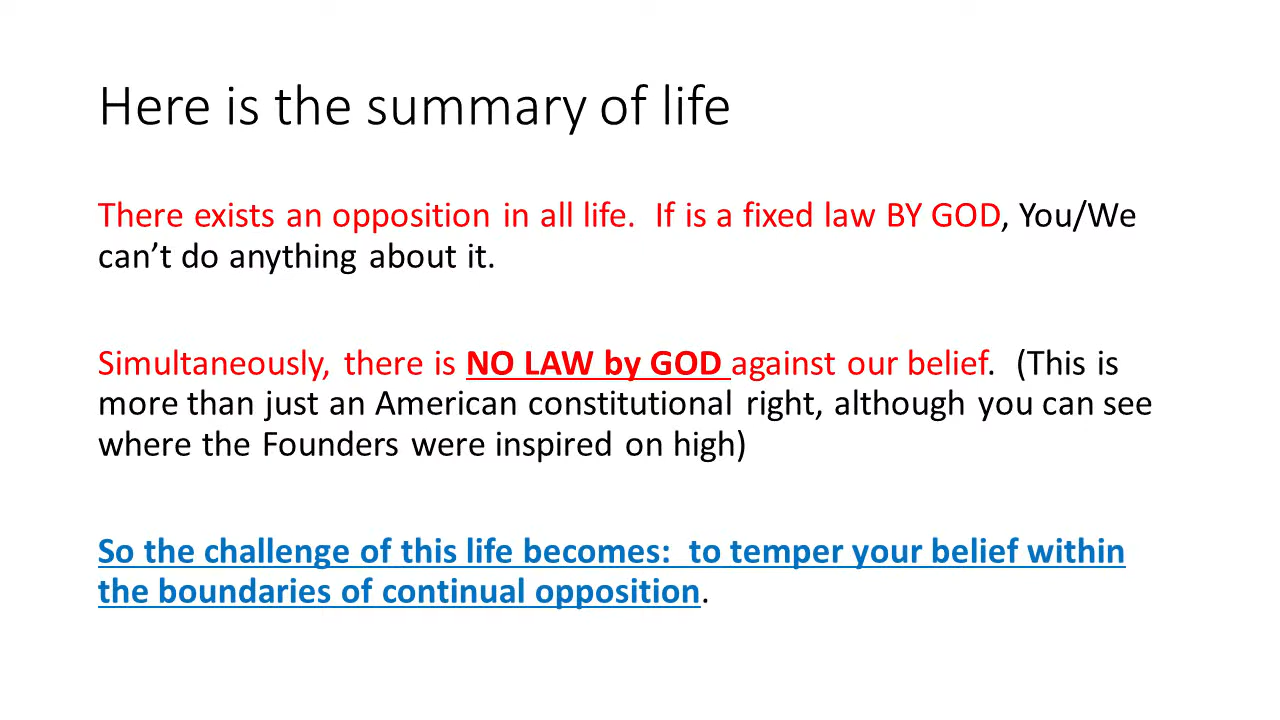 Here is the summary of life
There exists an opposition in all life.  If is a fixed law BY GOD, You/We
can’t do anything about it.
Simultaneously, there is NO LAW by GOD against our belief.  (This is
more than just an American constitutional right, although you can see
where the Founders were inspired on high)
So the challenge of this life becomes:  to temper your belief within
the boundaries of continual opposition.